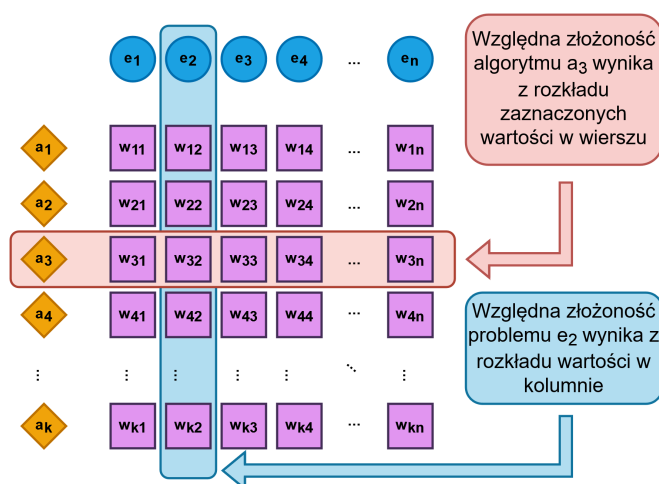 e1 e2 e3 e4 ... en
a1 w11 w12 w13 w14 ... w1n
a2 w21 w22 w23 w24 ... w2n
a3 w31 w32 w33 w34 ... w3n
a4 w41 w42 w43 w44 ... w4n
⋮ ⋮ ⋮ ⋮ ⋮ ⋱ ⋮
ak wk1 wk2 wk3 wk4 ... wkn
Względna złożoność
algorytmu a3 wynika
z rozkładu
zaznaczonych
wartości w wierszu
Względna złożoność
problemu e2 wynika z
rozkładu wartości w
kolumnie